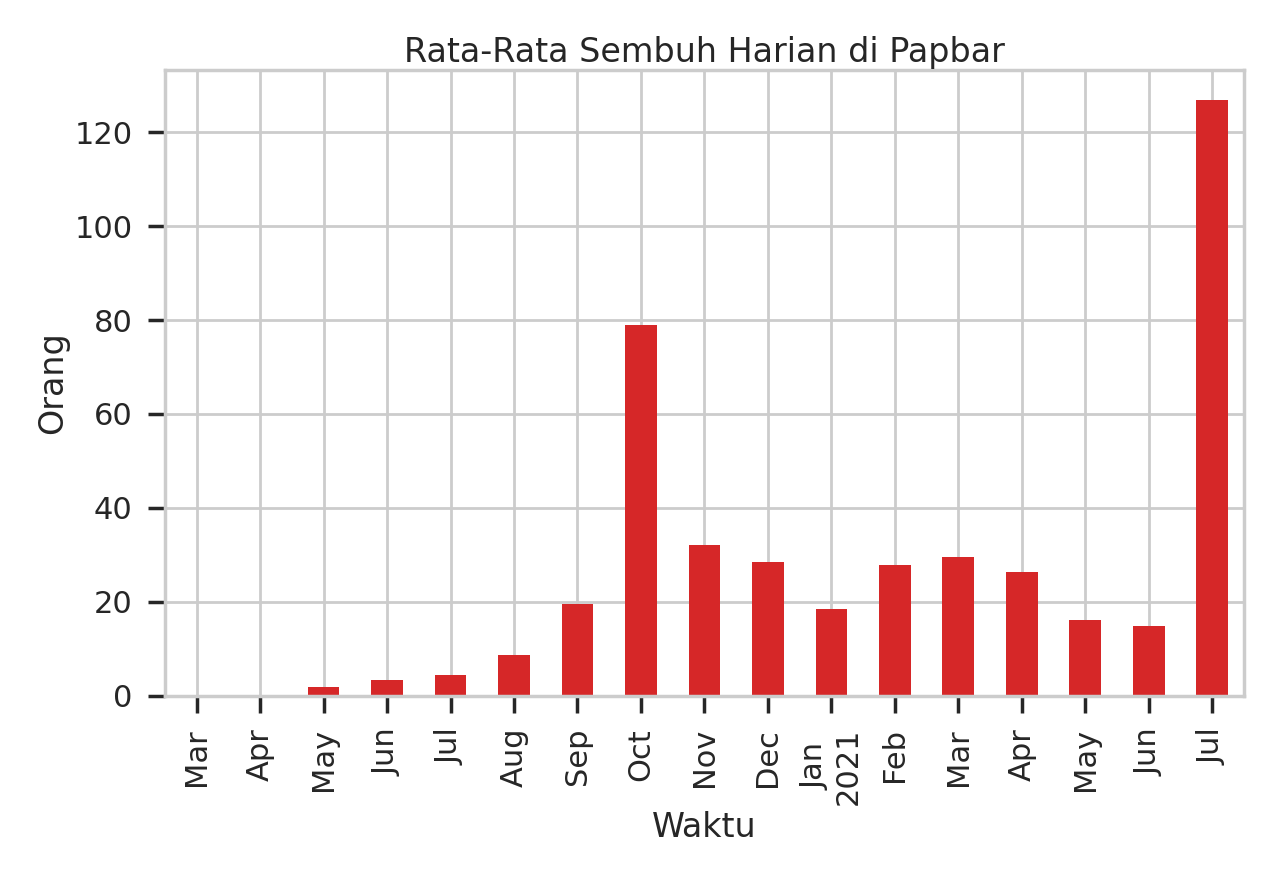 Rata-Rata Sembuh Harian di Papbar
120
100
80
60
40
20
0
Orang
Mar
Apr
May
Jun
Jul
Aug
Sep
Oct
Nov
Dec
Jan
2021
Feb
Mar
Apr
May
Jun
Jul
Waktu